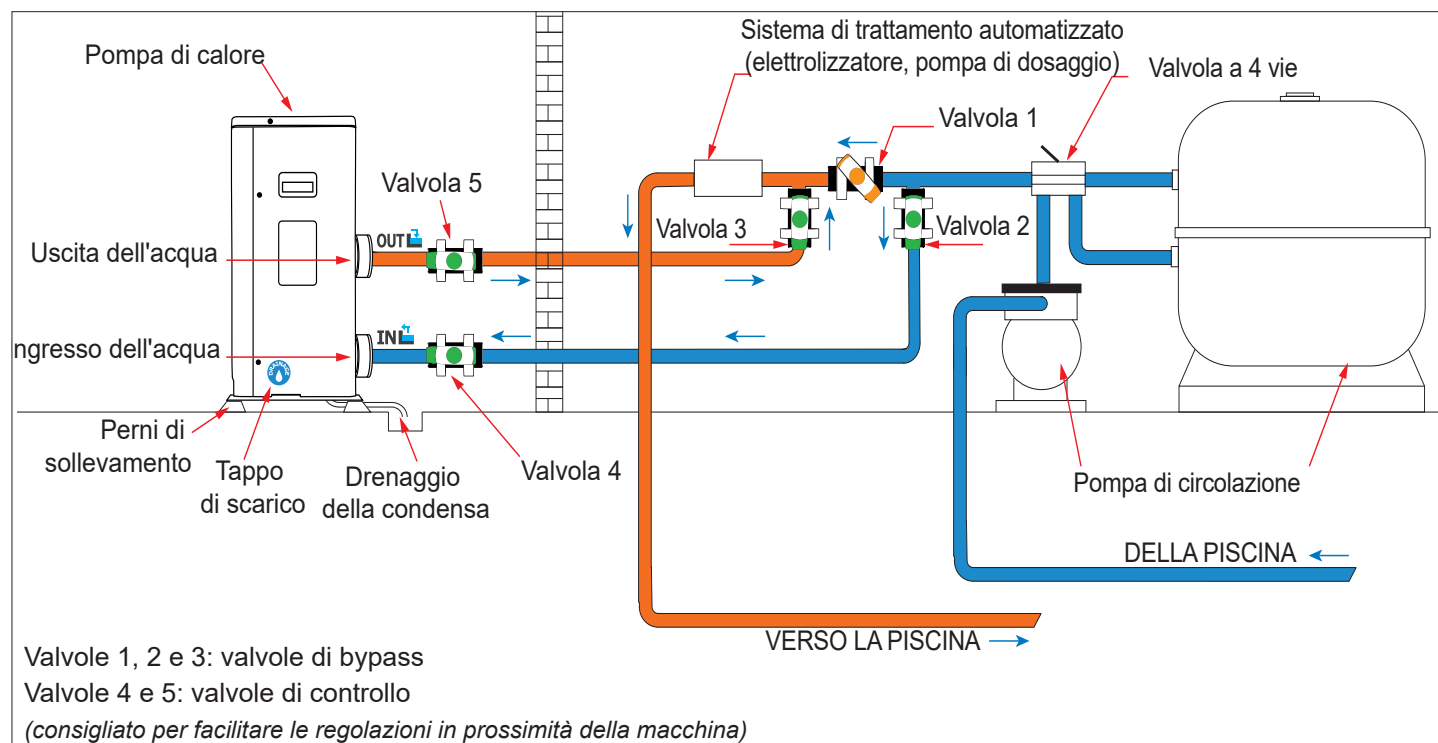 Sistema di trattamento automatizzato
(elettrolizzatore, pompa di dosaggio)
Pompa di calore
Valvola a 4 vie
Valvola 1
Valvola 5
Valvola 3
Valvola 2
OUT
Uscita dell'acqua
IN
ngresso dell'acqua
DRAINAGE
Perni di
sollevamento
Tappo
di scarico
Drenaggio
della condensa
Valvola 4
Pompa di circolazione
DELLA PISCINA
VERSO LA PISCINA
Valvole 1, 2 e 3: valvole di bypass
Valvole 4 e 5: valvole di controllo
(consigliato per facilitare le regolazioni in prossimità della macchina)